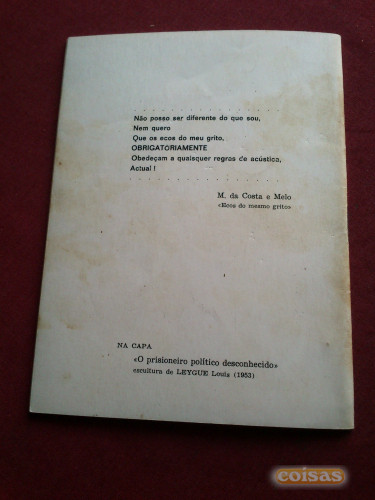 Não posso ser diferente do que sou,
Nem quero
Que os ecos do meu grito,
OBRIGATORIAMENTE
Obedeçam a quaisquer regras de acústica,
Actual !
M. da Costa e Melo
«Ecos do mesmo grito»
NA CAPA
«O prisioneiro político desconhecido»
escultura de LEYGUE Louis (1953)
coisas